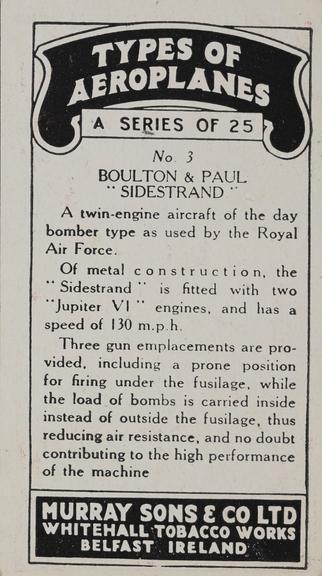 TYPES OF
AEROPLANES
A SERIES OF 25
No. 3
BOULTON & PAUL
"SIDESTRAND"
A twin-engine aircraft of the day
bomber type as used by the Royal
Air Force.
Of metal construction, the
"Sidestrand" is fitted with two
"Jupiter VI" engines, and has a
speed of 130 m.p.h.
Three gun emplacements are pro-
vided, including a prone position
for firing under the fusilage, while
the load of bombs is carried inside
instead of outside the fusilage, thus
reducing air resistance, and no doubt
contributing to the high performance
of the machine
MURRAY SONS & CO LTD
WHITEHALL TOBACCO WORKS
BELFAST IRELAND